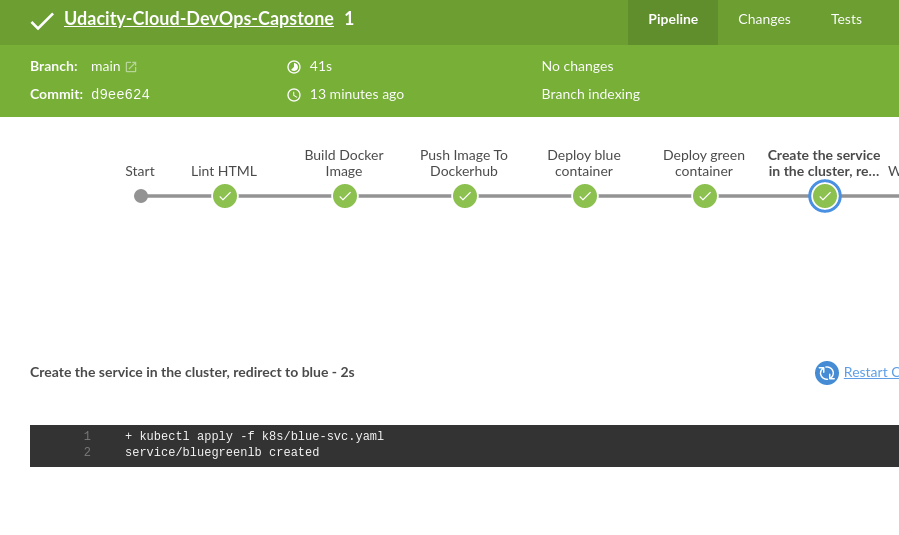 Udacity-Cloud-DevOps-Capstone 1
Pipeline
Changes
Tests
Branch: main
41s
No changes
Commit: d9ee624
13 minutes ago
Branch indexing
Start
Lint HTML
Build Docker
Image
Push Image To
Dockerhub
Deploy blue
container
Deploy green
container
Create the service
in the cluster, re...
W
Create the service in the cluster, redirect to blue - 2s
Restart
1 + kubectl apply -f k8s/blue-svc.yaml
2 service/bluegreenlb created